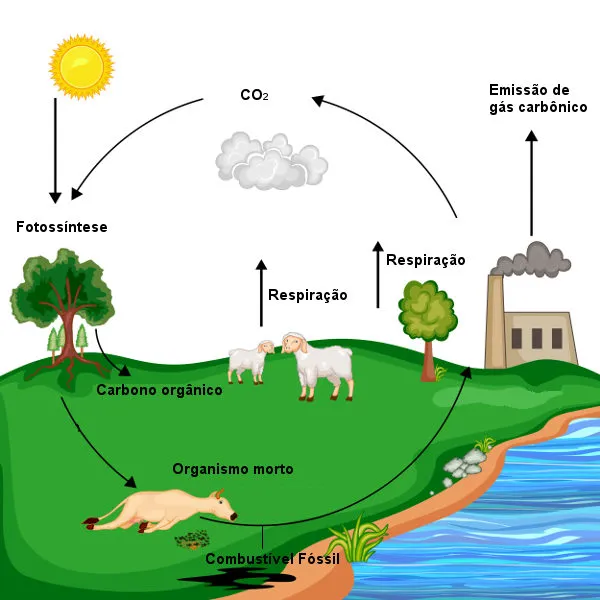 CO₂
Emissão de
gás carbônico
Fotossíntese
Respiração
Respiração
Carbono orgânico
Organismo morto
Combustível Fóssil